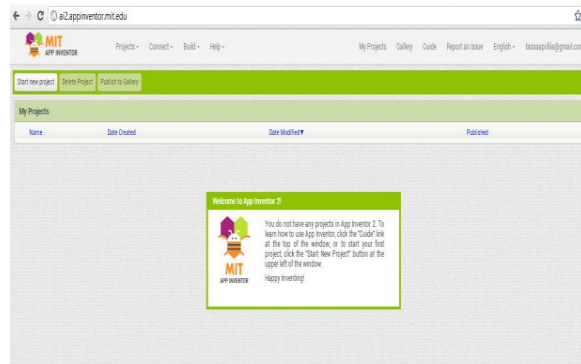 ai2.appinventor.mit.edu
MIT
APP INVENTOR
Projects Connect Build Help My Projects Gallery Guide Report an Issue English
Start new project Delete Project Publish to Gallery
My Projects
Name Date Created Date Modified▼ Published
Welcome to App Inventor 2!
You do not have any projects in App Inventor 2. To
learn how to use App Inventor, click the "Guide" link
at the top of the window; or to start your first
project, click the "Start New Project" button at the
upper left of the window.
Happy Inventing!
MIT
APP INVENTOR